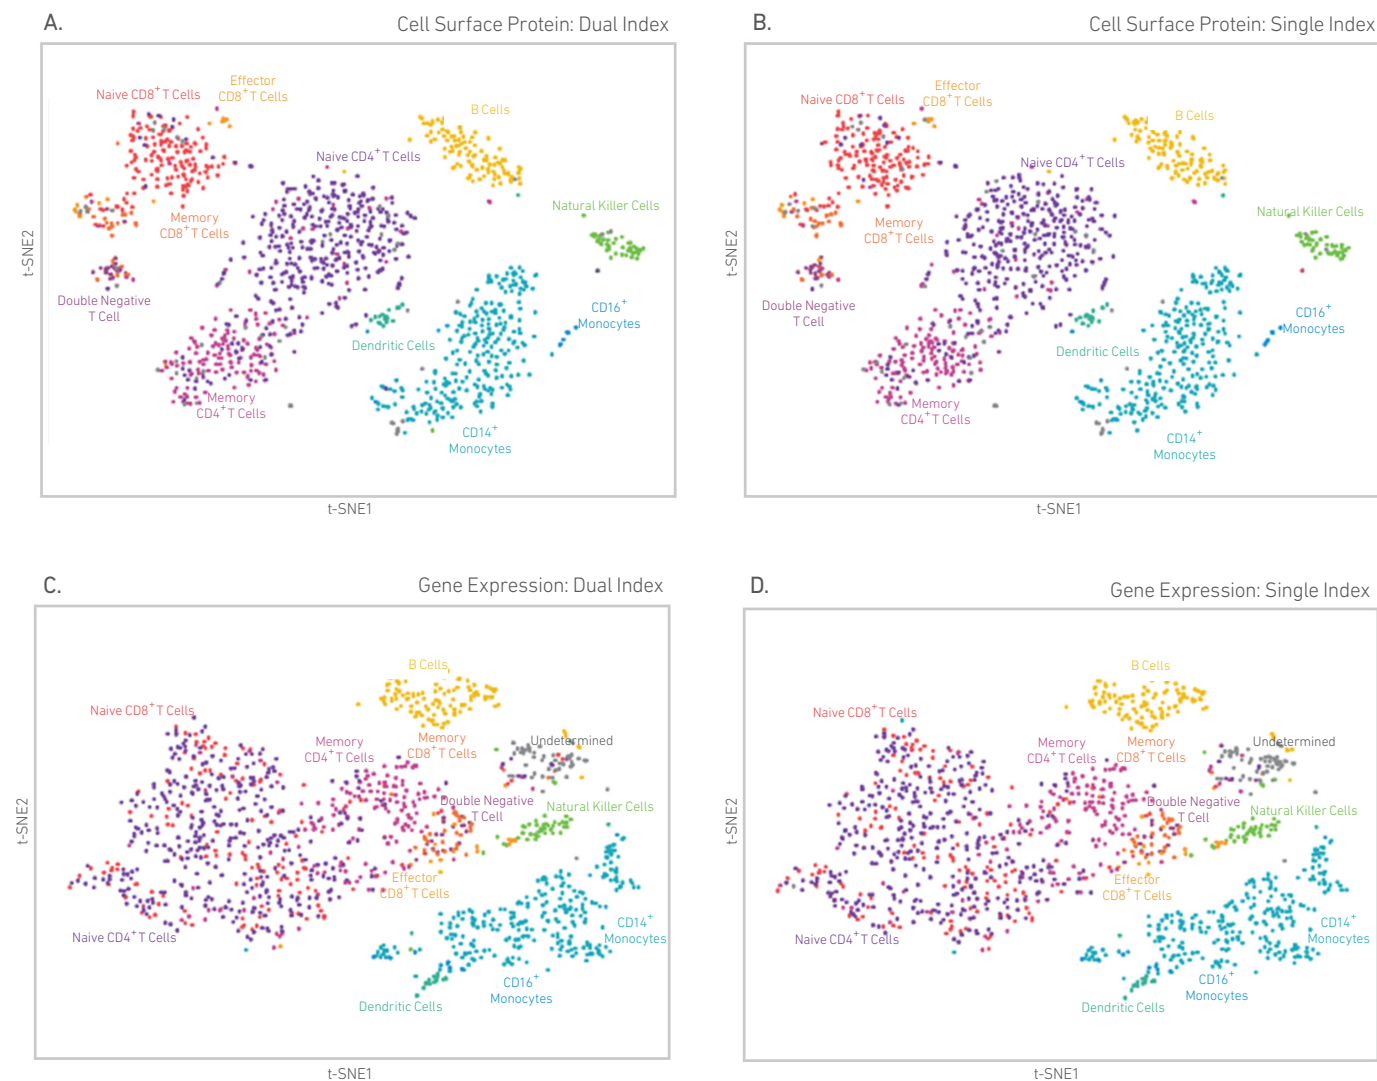 A.
Cell Surface Protein: Dual Index
Naive CD8+ T Cells
Effector
CD8+ T Cells
B Cells
Naive CD4+ T Cells
Memory
CD8+ T Cells
Natural Killer Cells
Double Negative
T Cell
CD16+
Monocytes
Dendritic Cells
Memory
CD4+ T Cells
CD14+
Monocytes
t-SNE2
t-SNE1
B.
Cell Surface Protein: Single Index
Naive CD8+ T Cells
Effector
CD8+ T Cells
B Cells
Naive CD4+ T Cells
Memory
CD8+ T Cells
Natural Killer Cells
Double Negative
T Cell
CD16+
Monocytes
Dendritic Cells
Memory
CD4+ T Cells
CD14+
Monocytes
t-SNE2
t-SNE1
C.
Gene Expression: Dual Index
B Cells
Naive CD8+ T Cells
Memory
CD4+ T Cells
Memory
CD8+ T Cells
Undetermined
Double Negative
T Cell
Natural Killer Cells
Effector
CD8+ T Cells
Naive CD4+ T Cells
CD14+
Monocytes
CD16+
Monocytes
Dendritic Cells
t-SNE2
t-SNE1
D.
Gene Expression: Single Index
B Cells
Naive CD8+ T Cells
Memory
CD4+ T Cells
Memory
CD8+ T Cells
Undetermined
Double Negative
T Cell
Natural Killer Cells
Effector
CD8+ T Cells
Naive CD4+ T Cells
CD14+
Monocytes
CD16+
Monocytes
Dendritic Cells
t-SNE2
t-SNE1